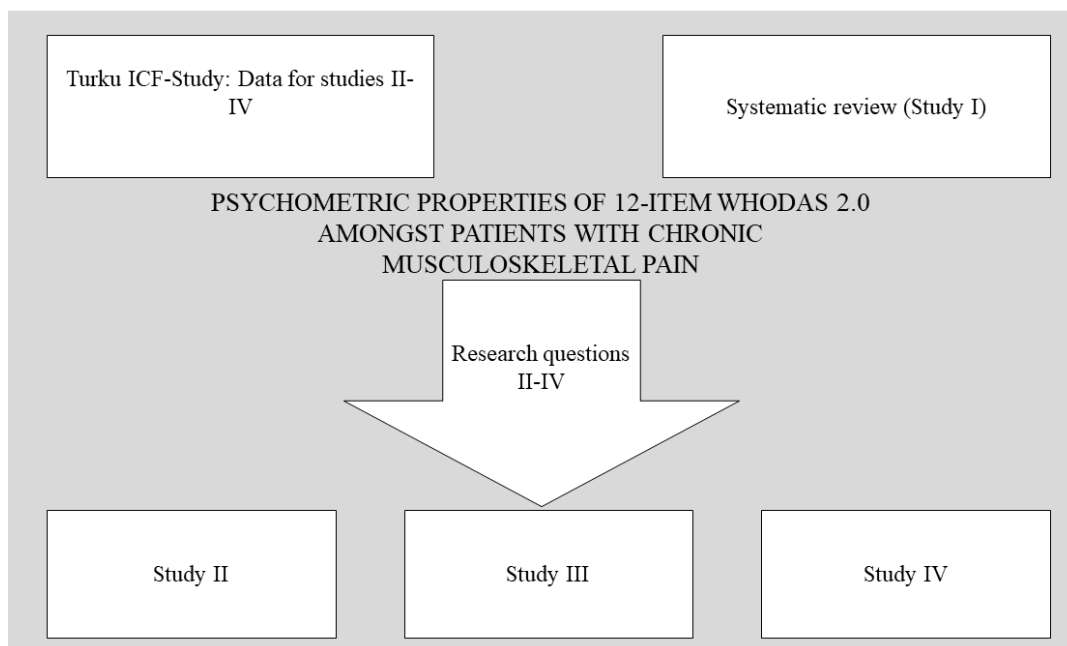 Turku ICF-Study: Data for studies II-
IV
Systematic review (Study I)
PSYCHOMETRIC PROPERTIES OF 12-ITEM WHODAS 2.0
AMONGST PATIENTS WITH CHRONIC
MUSCULOSKELETAL PAIN
Research questions
II-IV
Study II
Study III
Study IV